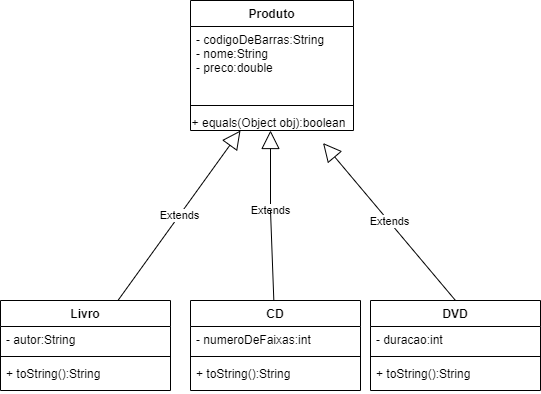 Produto
- codigoDeBarras:String
- nome:String
- preco:double
+ equals(Object obj):boolean
Extends
Extends
Extends
Livro
- autor:String
+ toString():String
CD
- numeroDeFaixas:int
+ toString():String
DVD
- duracao:int
+ toString():String